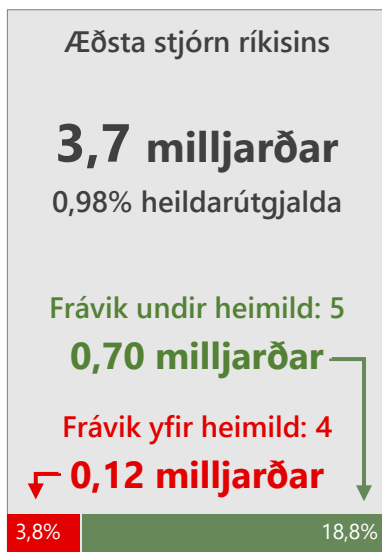 Æðsta stjórn ríkisins
3,7 milljarðar
0,98% heildarútgjalda
Frávik undir heimild: 5
0,70 milljarðar
Frávik yfir heimild: 4
0,12 milljarðar
3,8% 18,8%